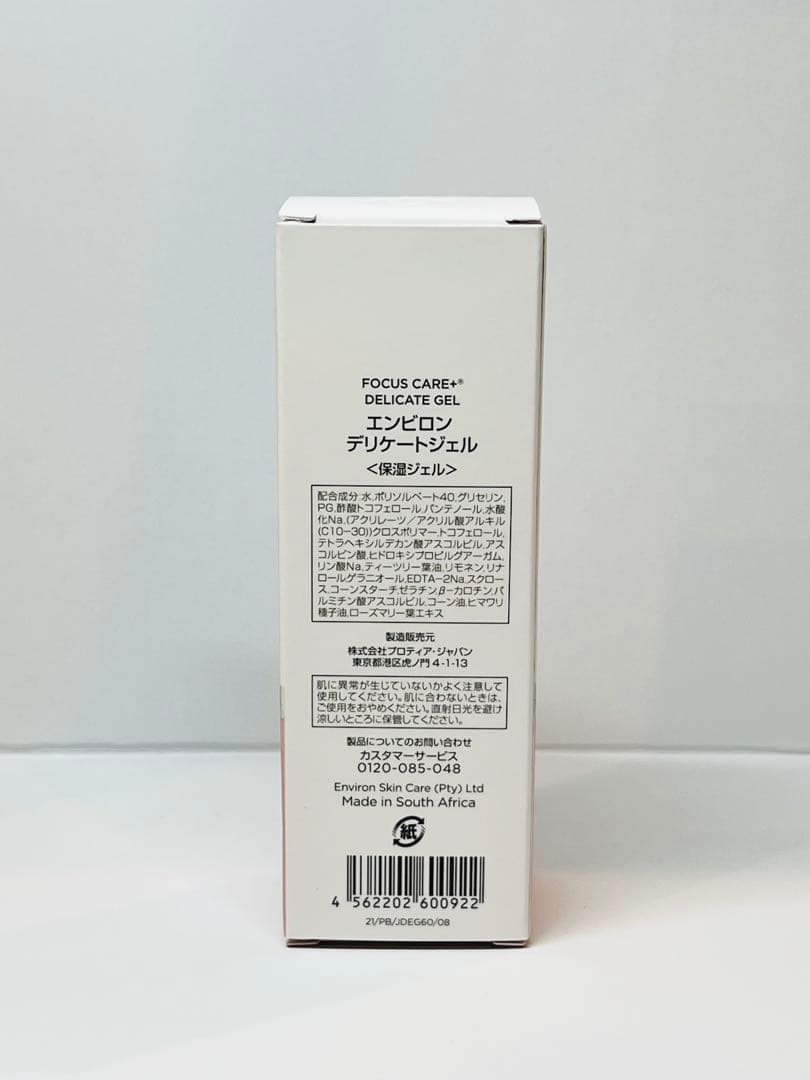 FOCUS CARE+®
DELICATE GEL
エンビロン
デリケートジェル
＜保湿ジェル＞
配合成分:水,ポリソルベート40,グリセリン,
PG,酢酸トコフェロール,パンテノール,水酸
化Na,(アクリレーツ／アクリル酸アルキル
(C10-30))クロスポリマー,トコフェロール,
テトラヘキシルデカン酸アスコルビル,アス
コルビン酸,ヒドロキシプロピルグアーガム,
リン酸Na,ティーツリー葉油,リモネン,リナ
ロールゲラニオール,EDTA-2Na,スクロー
ス,コーンスターチ,ゼラチン,β-カロチン,パ
ルミチン酸アスコルビル,コーン油,ヒマワリ
種子油,ローズマリー葉エキス
製造販売元
株式会社プロティア・ジャパン
東京都港区虎ノ門4-1-13
肌に異常が生じていないかよく注意して
使用してください。肌に合わないときは、
ご使用をおやめください。直射日光を避け
涼しいところに保管してください。
製品についてのお問い合わせ
カスタマーサービス
0120-085-048
Environ Skin Care (Pty) Ltd
Made in South Africa
紙
4 562202 600922
21/PB/JDEG60/08